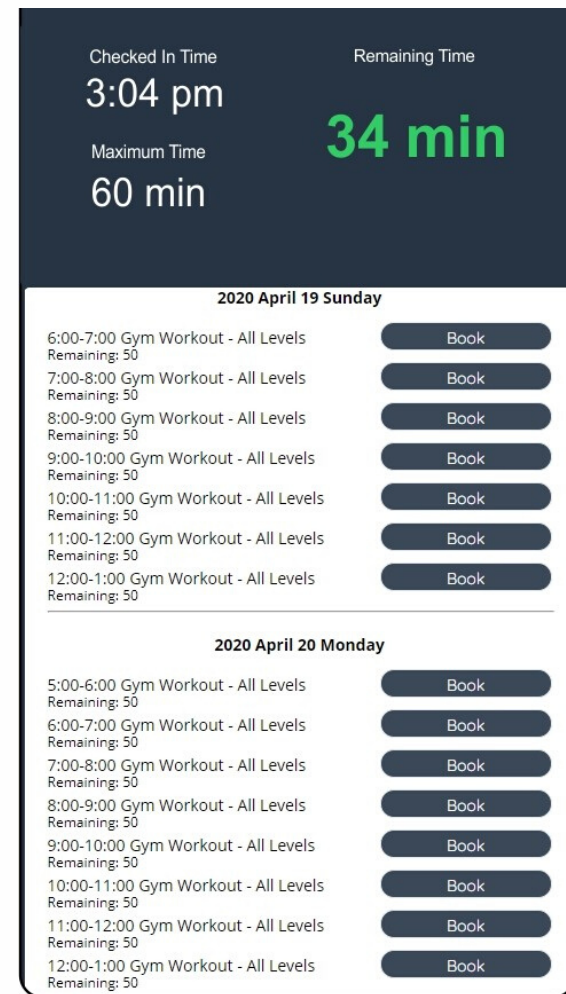 Checked In Time
3:04 pm
Maximum Time
60 min
Remaining Time
34 min
2020 April 19 Sunday
6:00-7:00 Gym Workout - All Levels
Remaining: 50
Book
7:00-8:00 Gym Workout - All Levels
Remaining: 50
Book
8:00-9:00 Gym Workout - All Levels
Remaining: 50
Book
9:00-10:00 Gym Workout - All Levels
Remaining: 50
Book
10:00-11:00 Gym Workout - All Levels
Remaining: 50
Book
11:00-12:00 Gym Workout - All Levels
Remaining: 50
Book
12:00-1:00 Gym Workout - All Levels
Remaining: 50
Book
2020 April 20 Monday
5:00-6:00 Gym Workout - All Levels
Remaining: 50
Book
6:00-7:00 Gym Workout - All Levels
Remaining: 50
Book
7:00-8:00 Gym Workout - All Levels
Remaining: 50
Book
8:00-9:00 Gym Workout - All Levels
Remaining: 50
Book
9:00-10:00 Gym Workout - All Levels
Remaining: 50
Book
10:00-11:00 Gym Workout - All Levels
Remaining: 50
Book
11:00-12:00 Gym Workout - All Levels
Remaining: 50
Book
12:00-1:00 Gym Workout - All Levels
Remaining: 50
Book